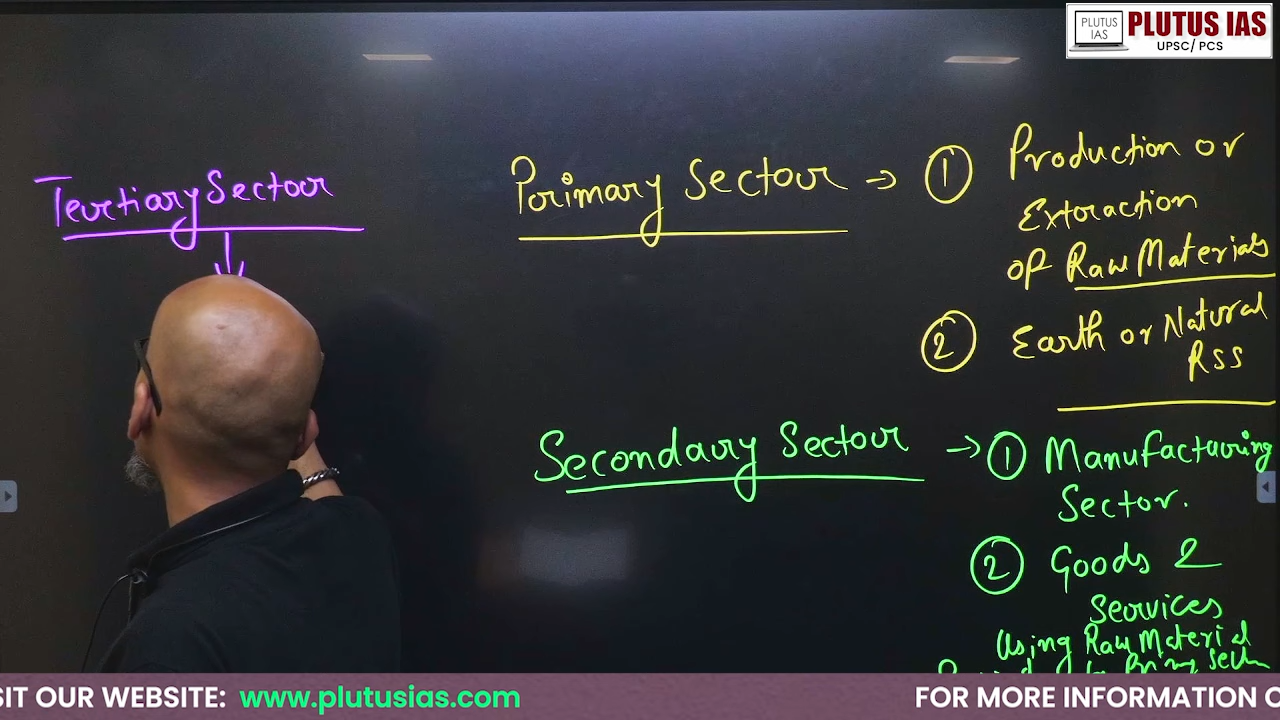 PLUTUS
IAS
PLUTUS IAS
UPSC/ PCS
Tertiary Sector
Primary Sector → ① Production or
Extraction
of Raw Materials
② Earth or Natural
Rss
Secondary Sector → ① Manufacturing
Sector.
② Goods &
Services
Using Raw Material
SIT OUR WEBSITE: www.plutusias.com
FOR MORE INFORMATION C